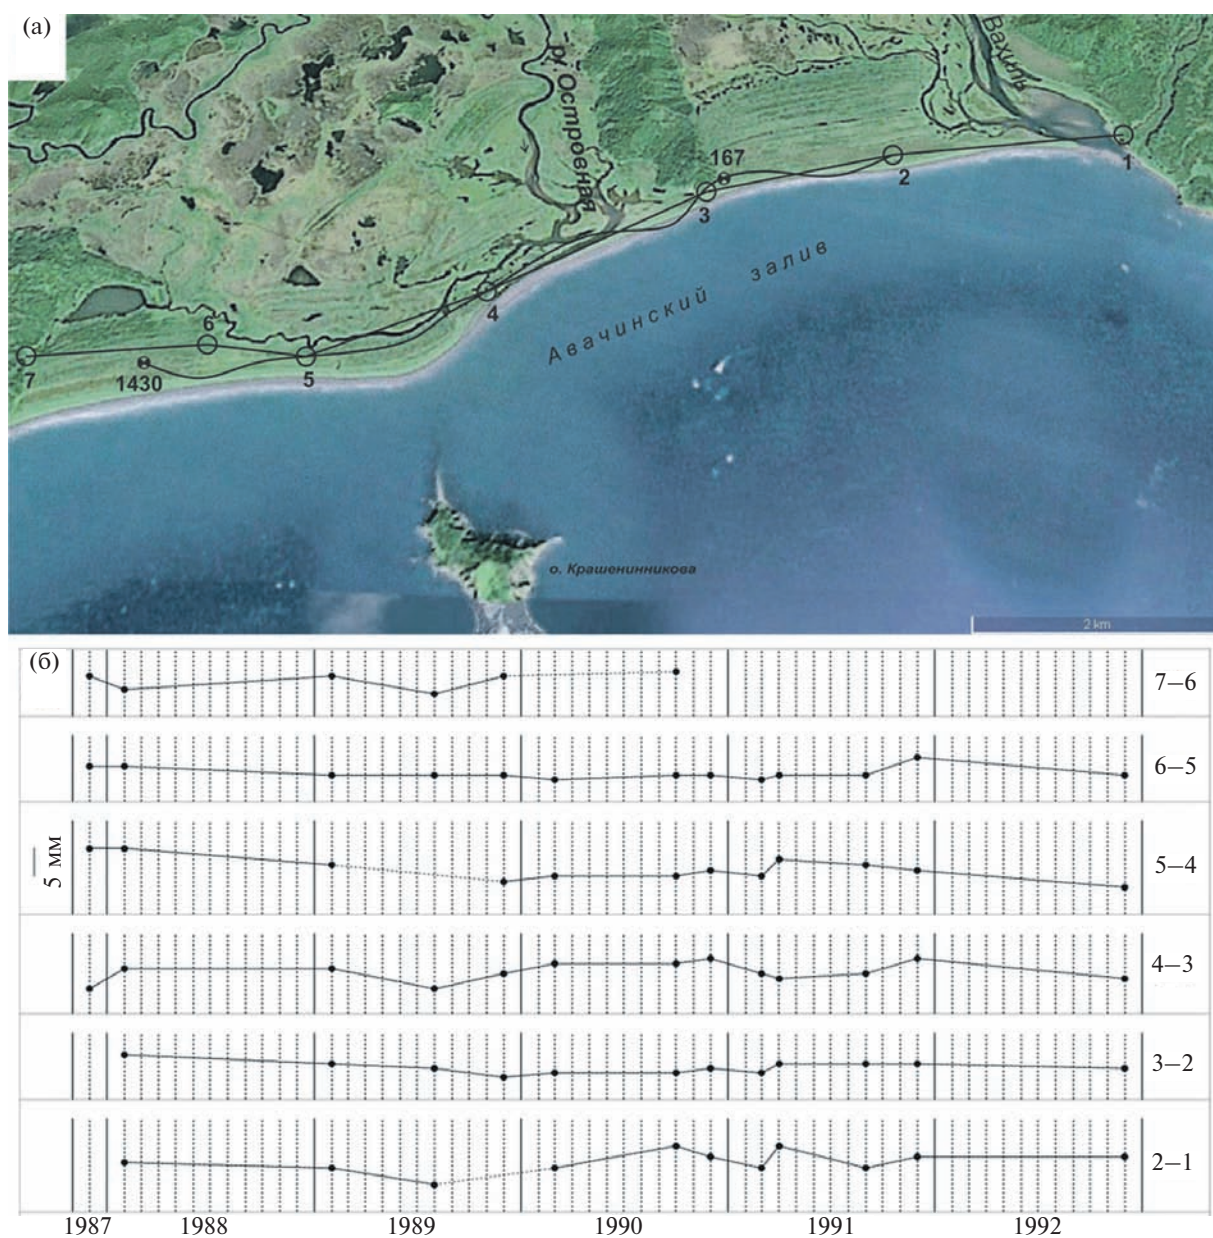 (а)
р. Вахиль
р. Островная
1
167
2
3
Авачинский залив
4
6
7
1430
5
о. Крашенинникова
2 km
(б)
7–6
6–5
5 мм
5–4
4–3
3–2
2–1
1987 1988 1989 1990 1991 1992